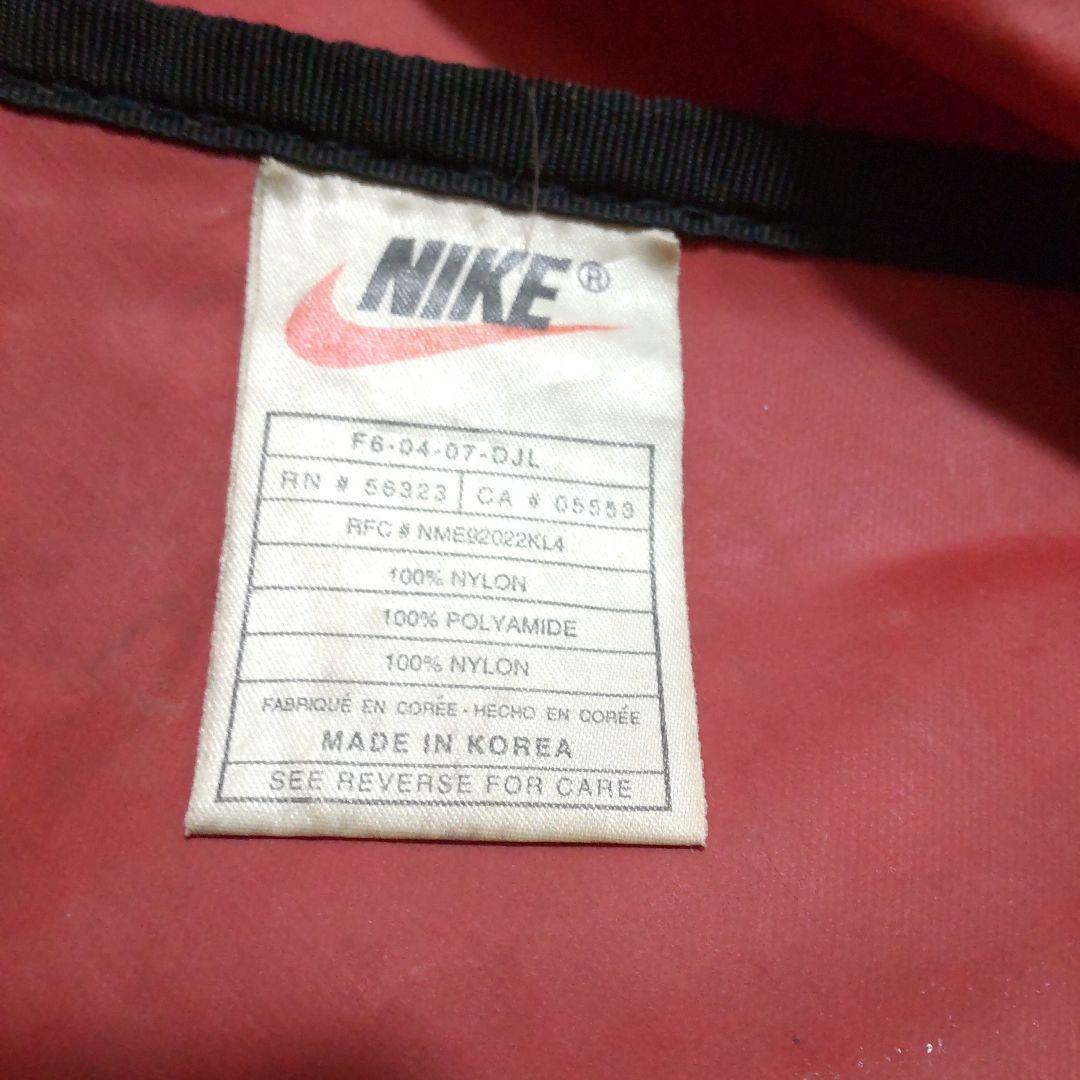 NIKE®
F6-04-07-DJL
RN # 56323 CA # 05553
RFC # NME92022KL4
100% NYLON
100% POLYAMIDE
100% NYLON
FABRIQUÉ EN CORÉE - HECHO EN CORÉE
MADE IN KOREA
SEE REVERSE FOR CARE